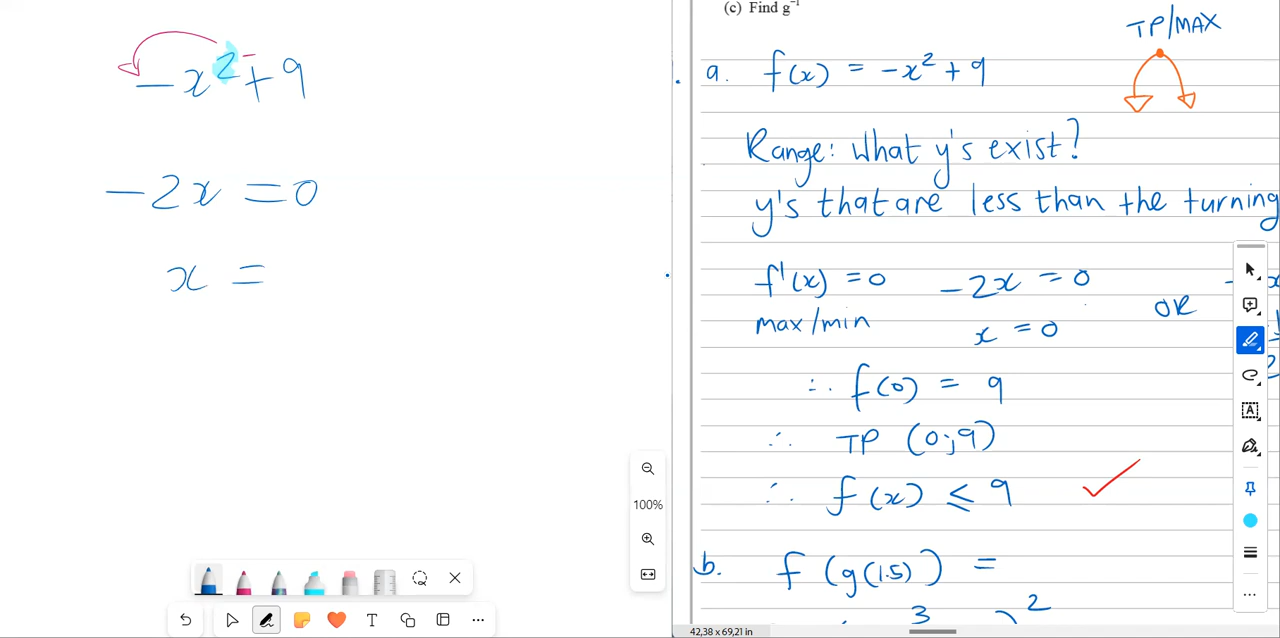 -x² + 9
-2x = 0
x =
100%
(c) Find g⁻¹
TP/MAX
a. f(x) = -x² + 9
Range: What y's exist?
y's that are less than the turning
f'(x) = 0 -2x = 0
max/min x = 0
OR
∴ f(0) = 9
∴ TP (0;9)
∴ f(x) ≤ 9
b. f(g(1.5)) =
3 )²
42,38 x 69,21 in